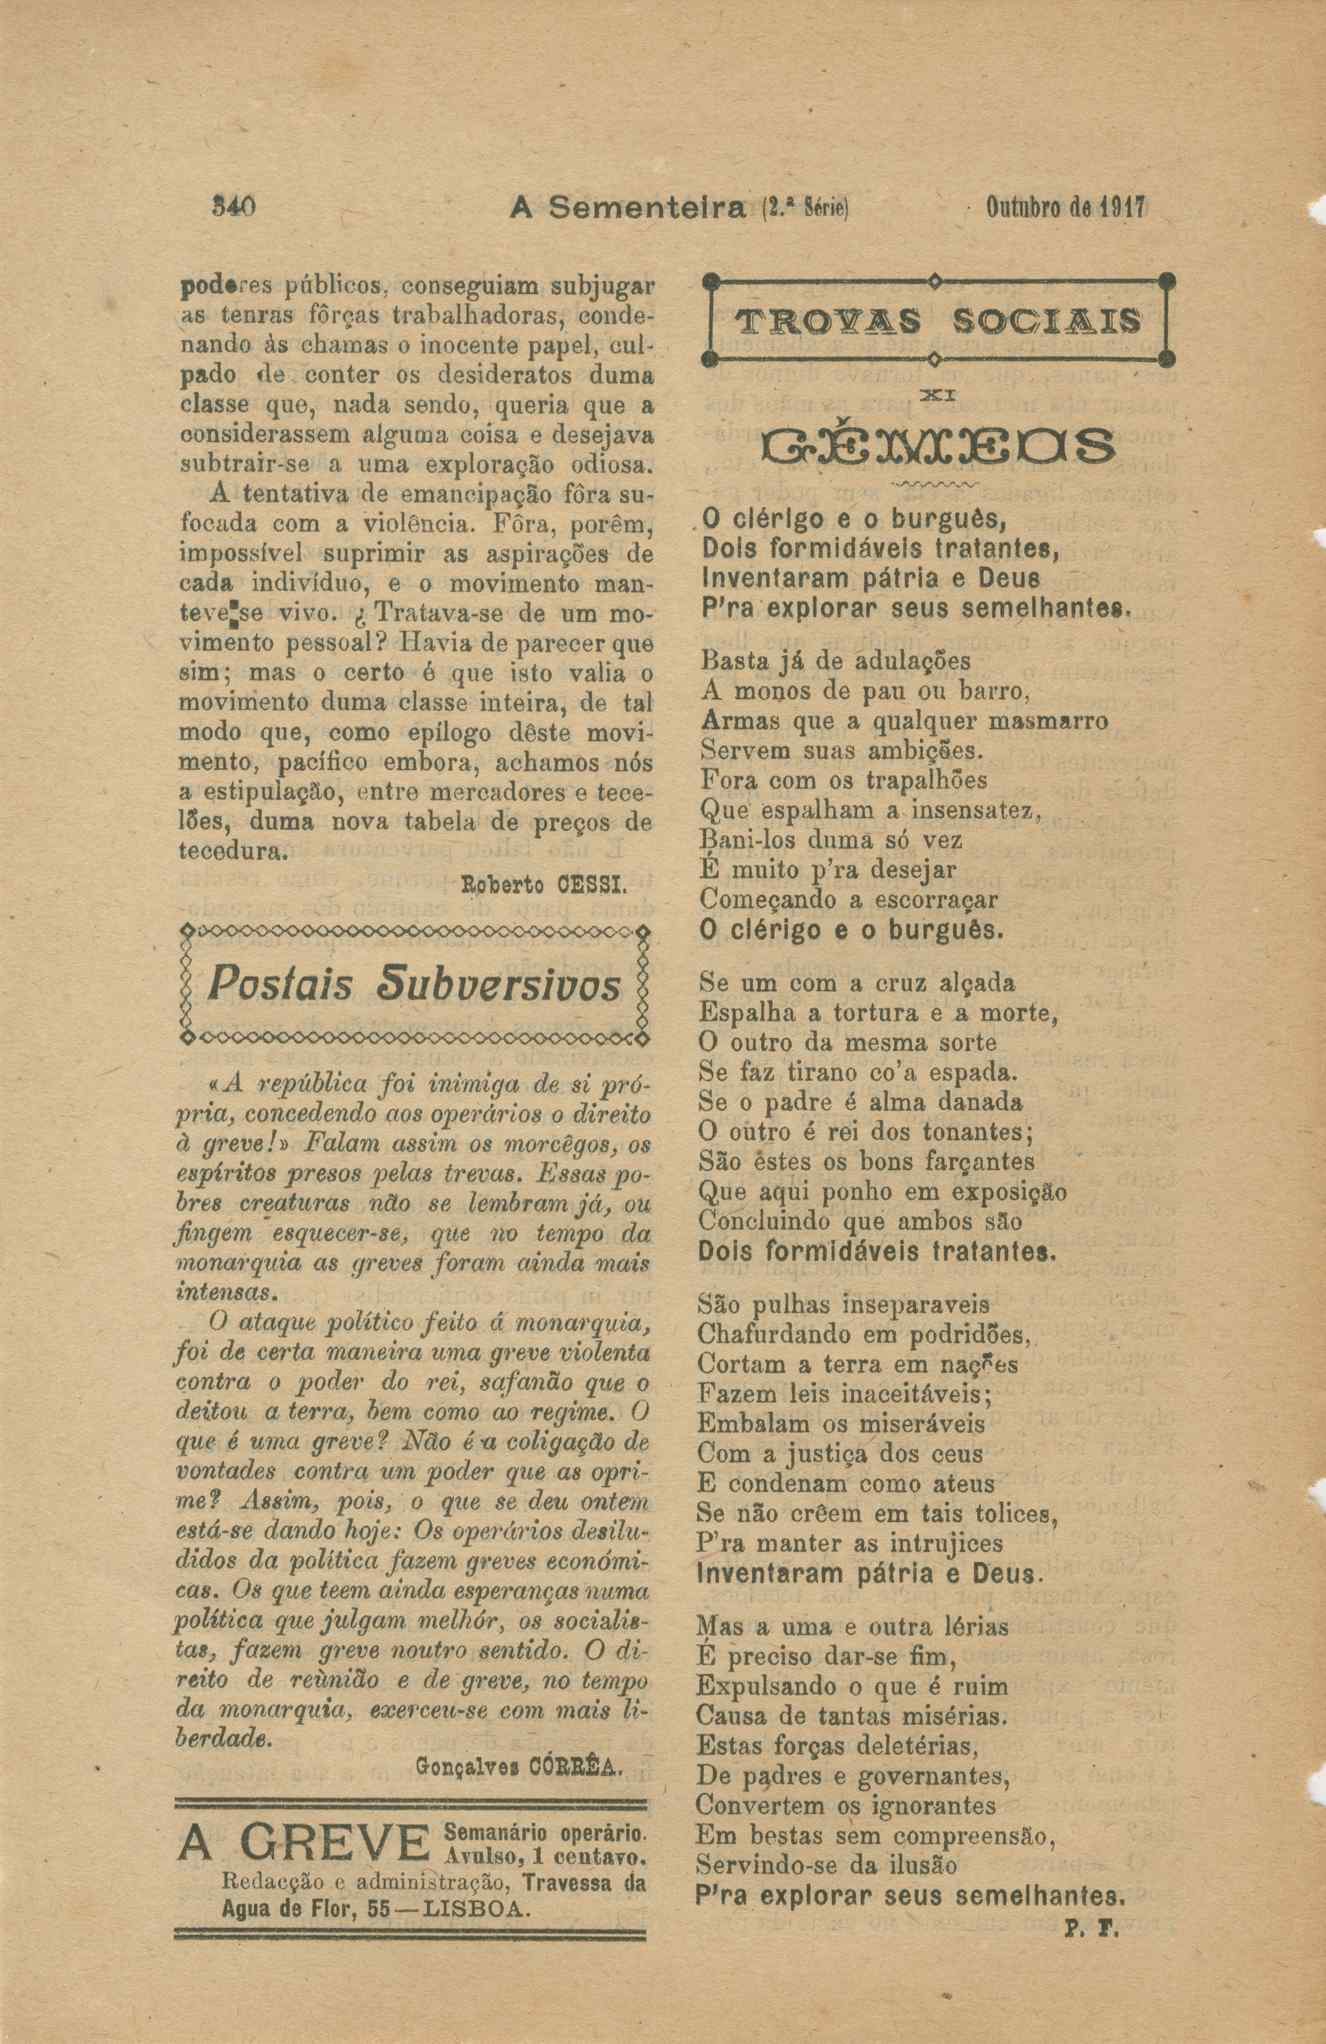 340
A Sementeira (2.ª Série)
Outubro de 1917
poderes públicos, conseguiam subjugar
as tenras fôrças trabalhadoras, conde-
nando às chamas o inocente papel, cul-
pado de conter os desideratos duma
classe que, nada sendo, queria que a
considerassem alguma coisa e desejava
subtrair-se a uma exploração odiosa.
A tentativa de emancipação fôra su-
focada com a violência. Fôra, porêm,
impossível suprimir as aspirações de
cada indivíduo, e o movimento man-
teve-se vivo. ¿Tratava-se de um mo-
vimento pessoal? Havia de parecer que
sim; mas o certo é que isto valia o
movimento duma classe inteira, de tal
modo que, como epílogo dêste movi-
mento, pacífico embora, achamos nós
a estipulação, entre mercadores e tece-
lões, duma nova tabela de preços de
tecedura.
Roberto CESSI.
Postais Subversivos
«A república foi inimiga de si pró-
pria, concedendo aos operários o direito
à greve!» Falam assim os morcêgos, os
espíritos presos pelas trevas. Essas po-
bres creaturas não se lembram já, ou
fingem esquecer-se, que no tempo da
monarquia as greves foram ainda mais
intensas.
O ataque político feito á monarquia,
foi de certa maneira uma greve violenta
contra o poder do rei, safanão que o
deitou a terra, bem como ao regime. O
que é uma greve? Não é a coligação de
vontades contra um poder que as opri-
me? Assim, pois, o que se deu ontem
está-se dando hoje: Os operários desilu-
didos da política fazem greves económi-
cas. Os que teem ainda esperanças numa
política que julgam melhór, os socialis-
tas, fazem greve noutro sentido. O di-
reito de reùnião e de greve, no tempo
da monarquia, exerceu-se com mais li-
berdade.
Gonçalves CÓRRÊA.
A GREVE Semanário operário.
Avulso, 1 centavo.
Redacção e administração, Travessa da
Agua de Flor, 55—LISBOA.
TROVAS SOCIAIS
XI
GÉMEOS
O clérigo e o burguês,
Dois formidáveis tratantes,
Inventaram pátria e Deus
P'ra explorar seus semelhantes.
Basta já de adulações
A monos de pau ou barro,
Armas que a qualquer masmarro
Servem suas ambições.
Fora com os trapalhões
Que espalham a insensatez,
Bani-los duma só vez
É muito p'ra desejar
Começando a escorraçar
O clérigo e o burguês.
Se um com a cruz alçada
Espalha a tortura e a morte,
O outro da mesma sorte
Se faz tirano co'a espada.
Se o padre é alma danada
O outro é rei dos tonantes;
São êstes os bons farçantes
Que aqui ponho em exposição
Concluindo que ambos são
Dois formidáveis tratantes.
São pulhas inseparaveis
Chafurdando em podridões,
Cortam a terra em nações
Fazem leis inaceitáveis;
Embalam os miseráveis
Com a justiça dos ceus
E condenam como ateus
Se não crêem em tais tolices,
P'ra manter as intrujices
Inventaram pátria e Deus.
Mas a uma e outra lérias
É preciso dar-se fim,
Expulsando o que é ruim
Causa de tantas misérias.
Estas forças deletérias,
De padres e governantes,
Convertem os ignorantes
Em bestas sem compreensão,
Servindo-se da ilusão
P'ra explorar seus semelhantes.
P. F.